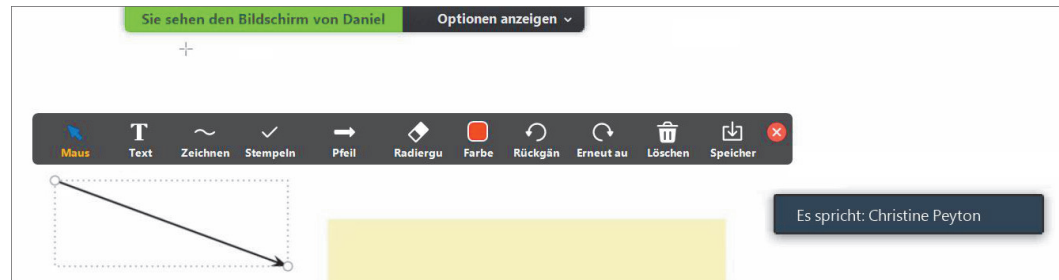 Sie sehen den Bildschirm von Daniel Optionen anzeigen
Maus Text Zeichnen Stempeln Pfeil Radiergu Farbe Rückgän Erneut au Löschen Speicher
Es spricht: Christine Peyton